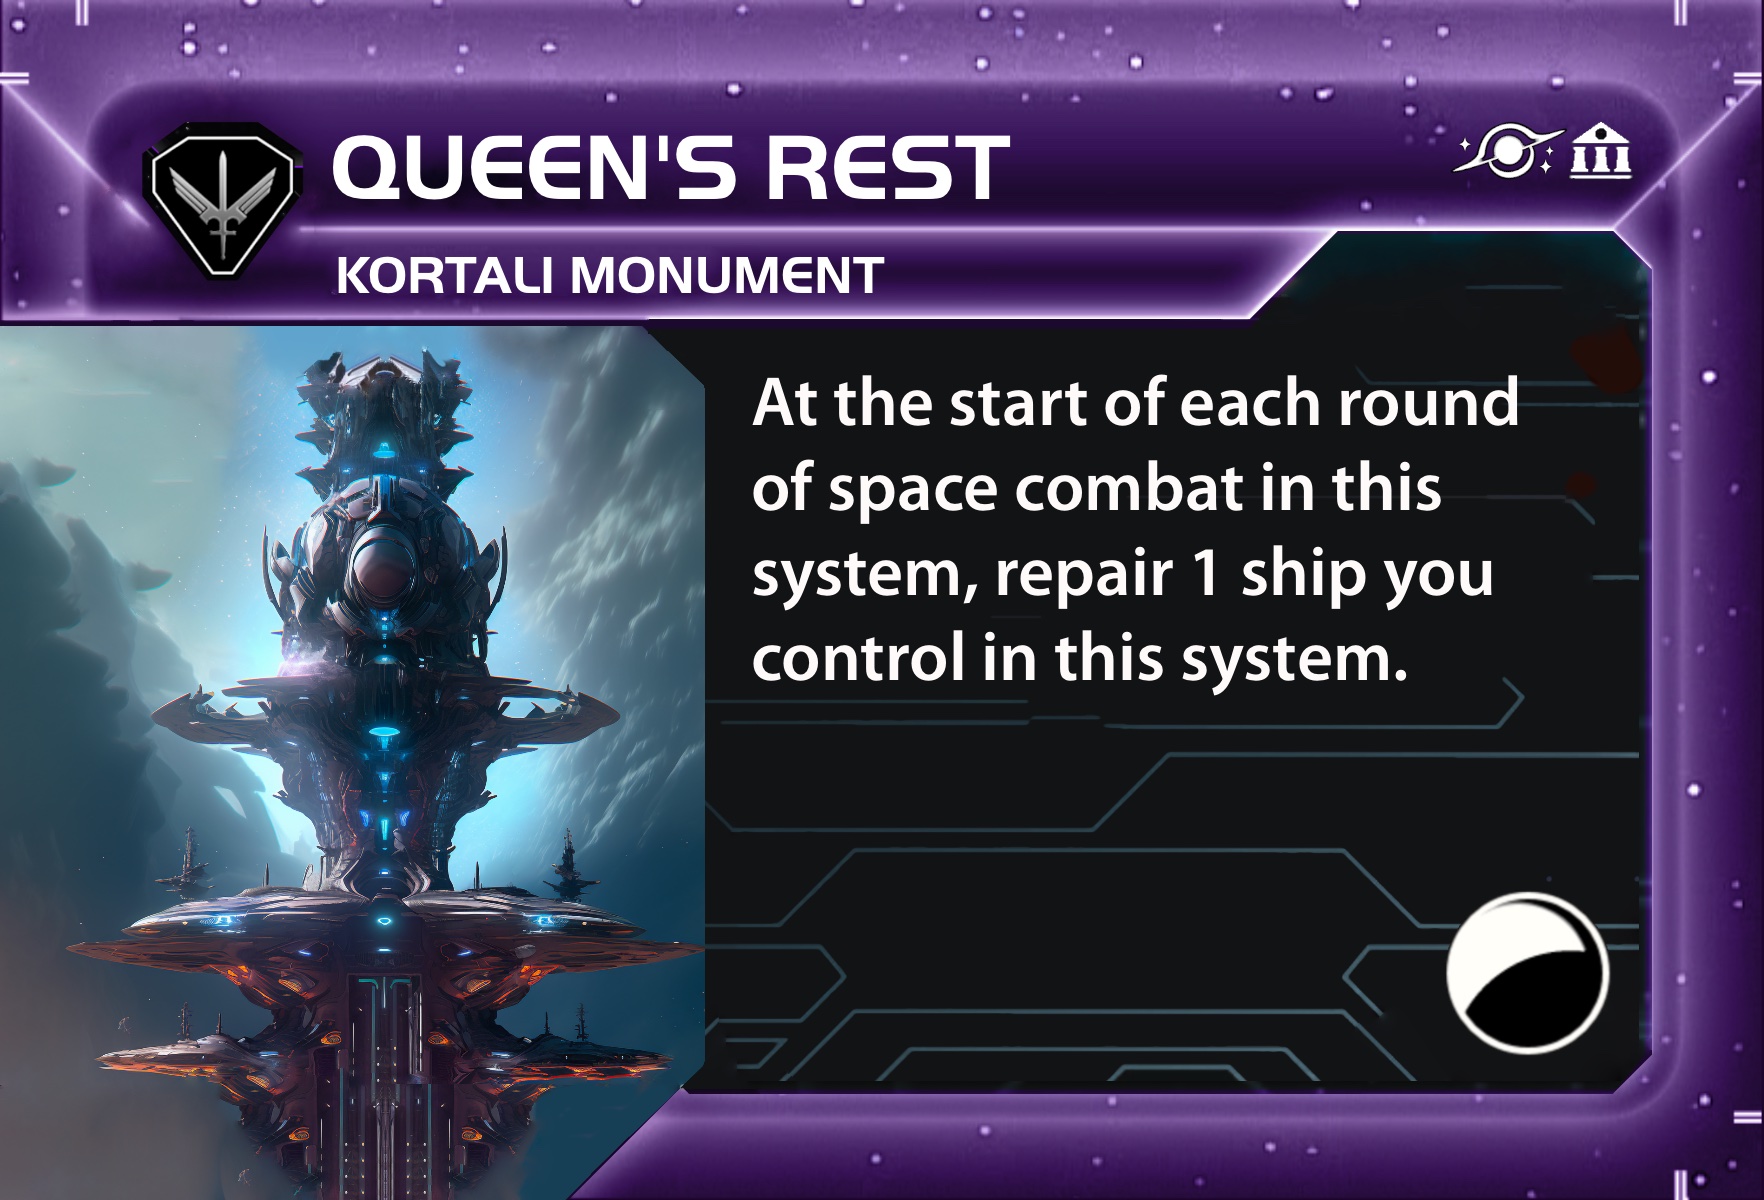 QUEEN'S REST
KORTALI MONUMENT
At the start of each round
of space combat in this
system, repair 1 ship you
control in this system.